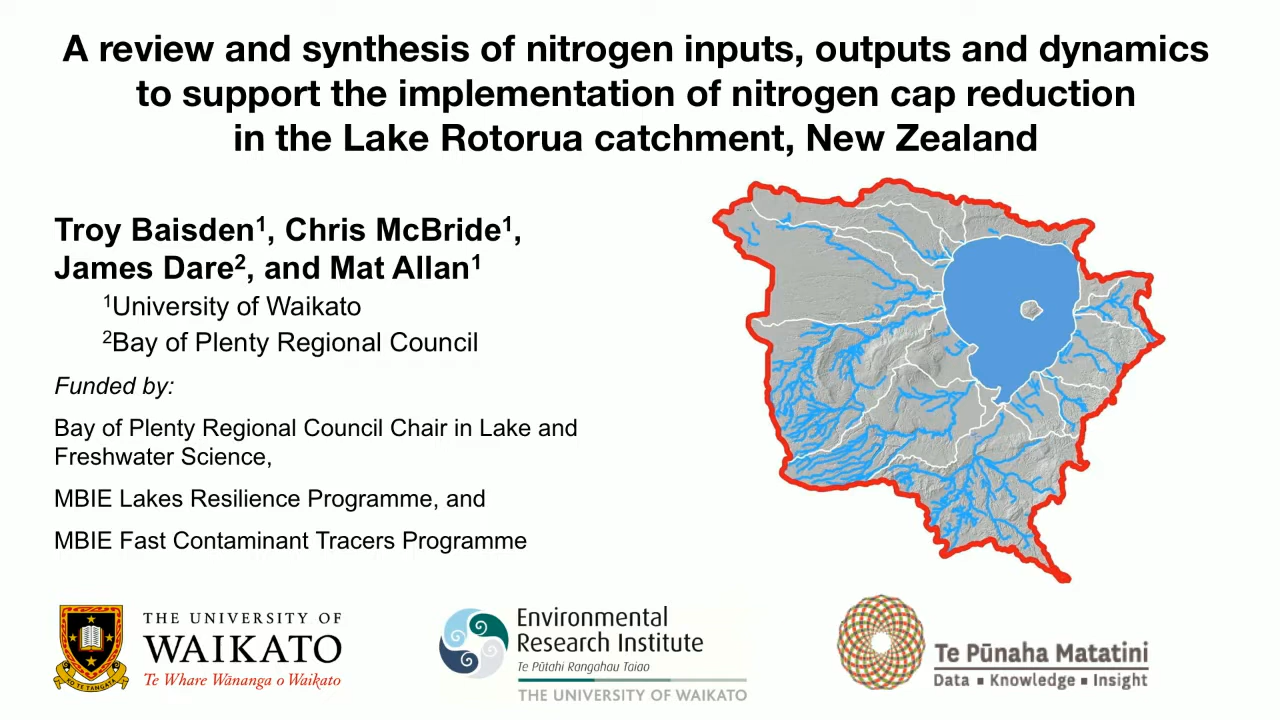 A review and synthesis of nitrogen inputs, outputs and dynamics
to support the implementation of nitrogen cap reduction
in the Lake Rotorua catchment, New Zealand
Troy Baisden¹, Chris McBride¹,
James Dare², and Mat Allan¹
¹University of Waikato
²Bay of Plenty Regional Council
Funded by:
Bay of Plenty Regional Council Chair in Lake and
Freshwater Science,
MBIE Lakes Resilience Programme, and
MBIE Fast Contaminant Tracers Programme
KO TE TANGATA
THE UNIVERSITY OF
WAIKATO
Te Whare Wānanga o Waikato
Environmental
Research Institute
Te Pūtahi Rangahau Taiao
THE UNIVERSITY OF WAIKATO
Te Pūnaha Matatini
Data ▪ Knowledge ▪ Insight